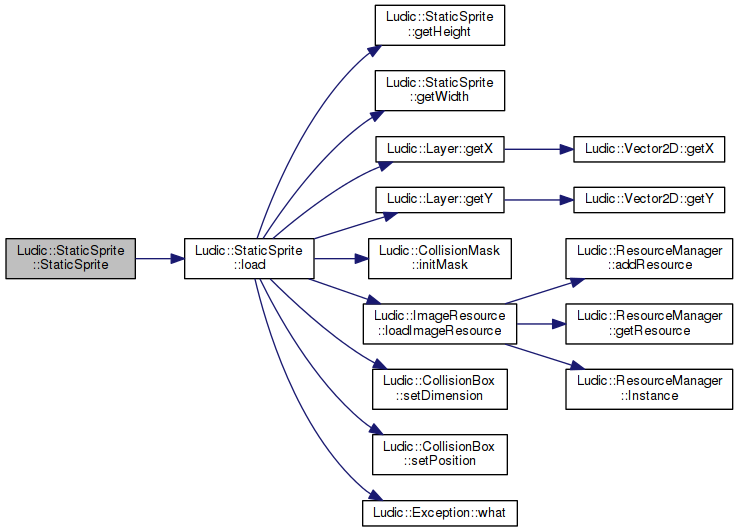 Ludic::StaticSprite
::StaticSprite
Ludic::StaticSprite
::load
Ludic::StaticSprite
::getHeight
Ludic::StaticSprite
::getWidth
Ludic::Layer::getX
Ludic::Vector2D::getX
Ludic::Layer::getY
Ludic::Vector2D::getY
Ludic::CollisionMask
::initMask
Ludic::ImageResource
::loadImageResource
Ludic::ResourceManager
::addResource
Ludic::ResourceManager
::getResource
Ludic::ResourceManager
::Instance
Ludic::CollisionBox
::setDimension
Ludic::CollisionBox
::setPosition
Ludic::Exception::what